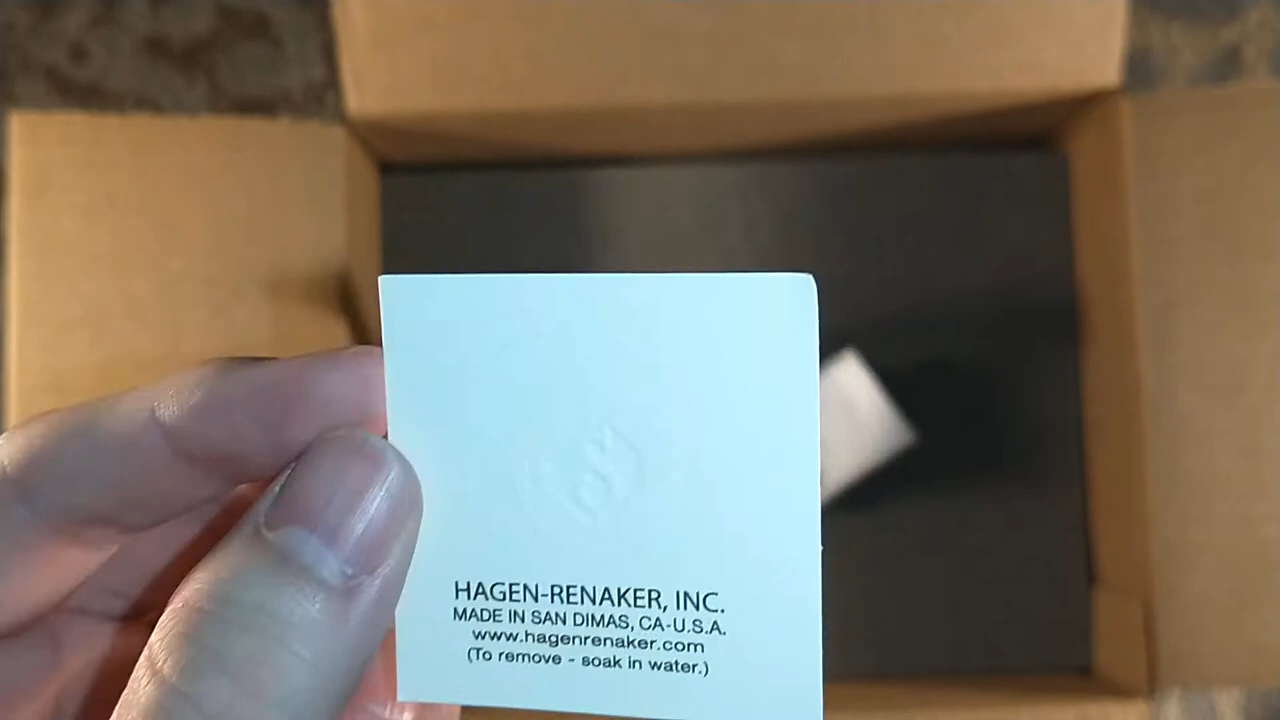 HAGEN-RENAKER, INC.
MADE IN SAN DIMAS, CA-U.S.A.
www.hagenrenaker.com
(To remove - soak in water.)